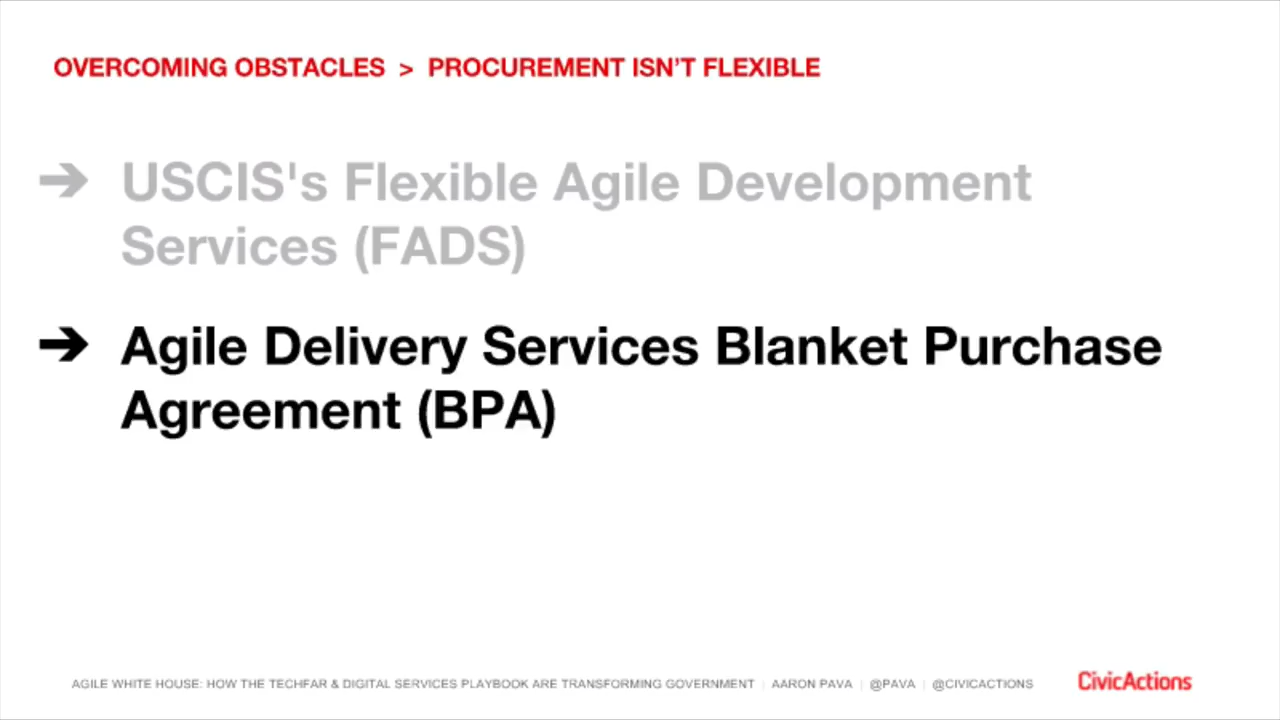 OVERCOMING OBSTACLES > PROCUREMENT ISN’T FLEXIBLE
➔ USCIS's Flexible Agile Development
Services (FADS)
➔ Agile Delivery Services Blanket Purchase
Agreement (BPA)
AGILE WHITE HOUSE: HOW THE TECHFAR & DIGITAL SERVICES PLAYBOOK ARE TRANSFORMING GOVERNMENT | AARON PAVA | @PAVA | @CIVICACTIONS CivicActions